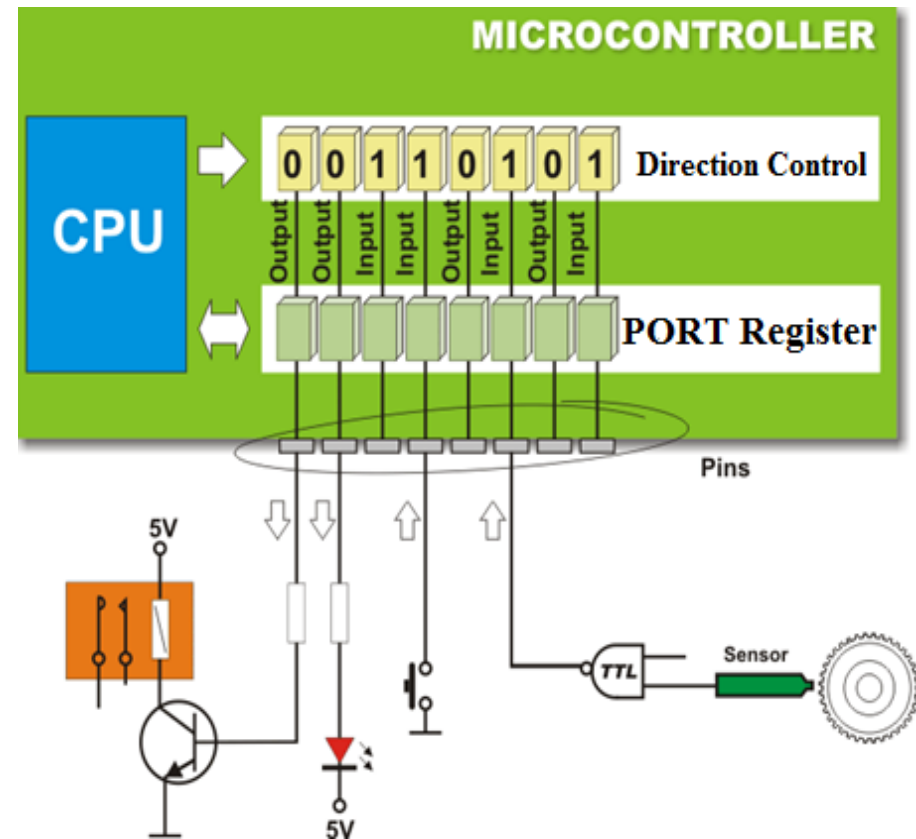 MICROCONTROLLER
CPU
0 0 1 1 0 1 0 1
Direction Control
Output Output Input Input Output Input Output Input
PORT Register
Pins
5V
TTL
Sensor
5V